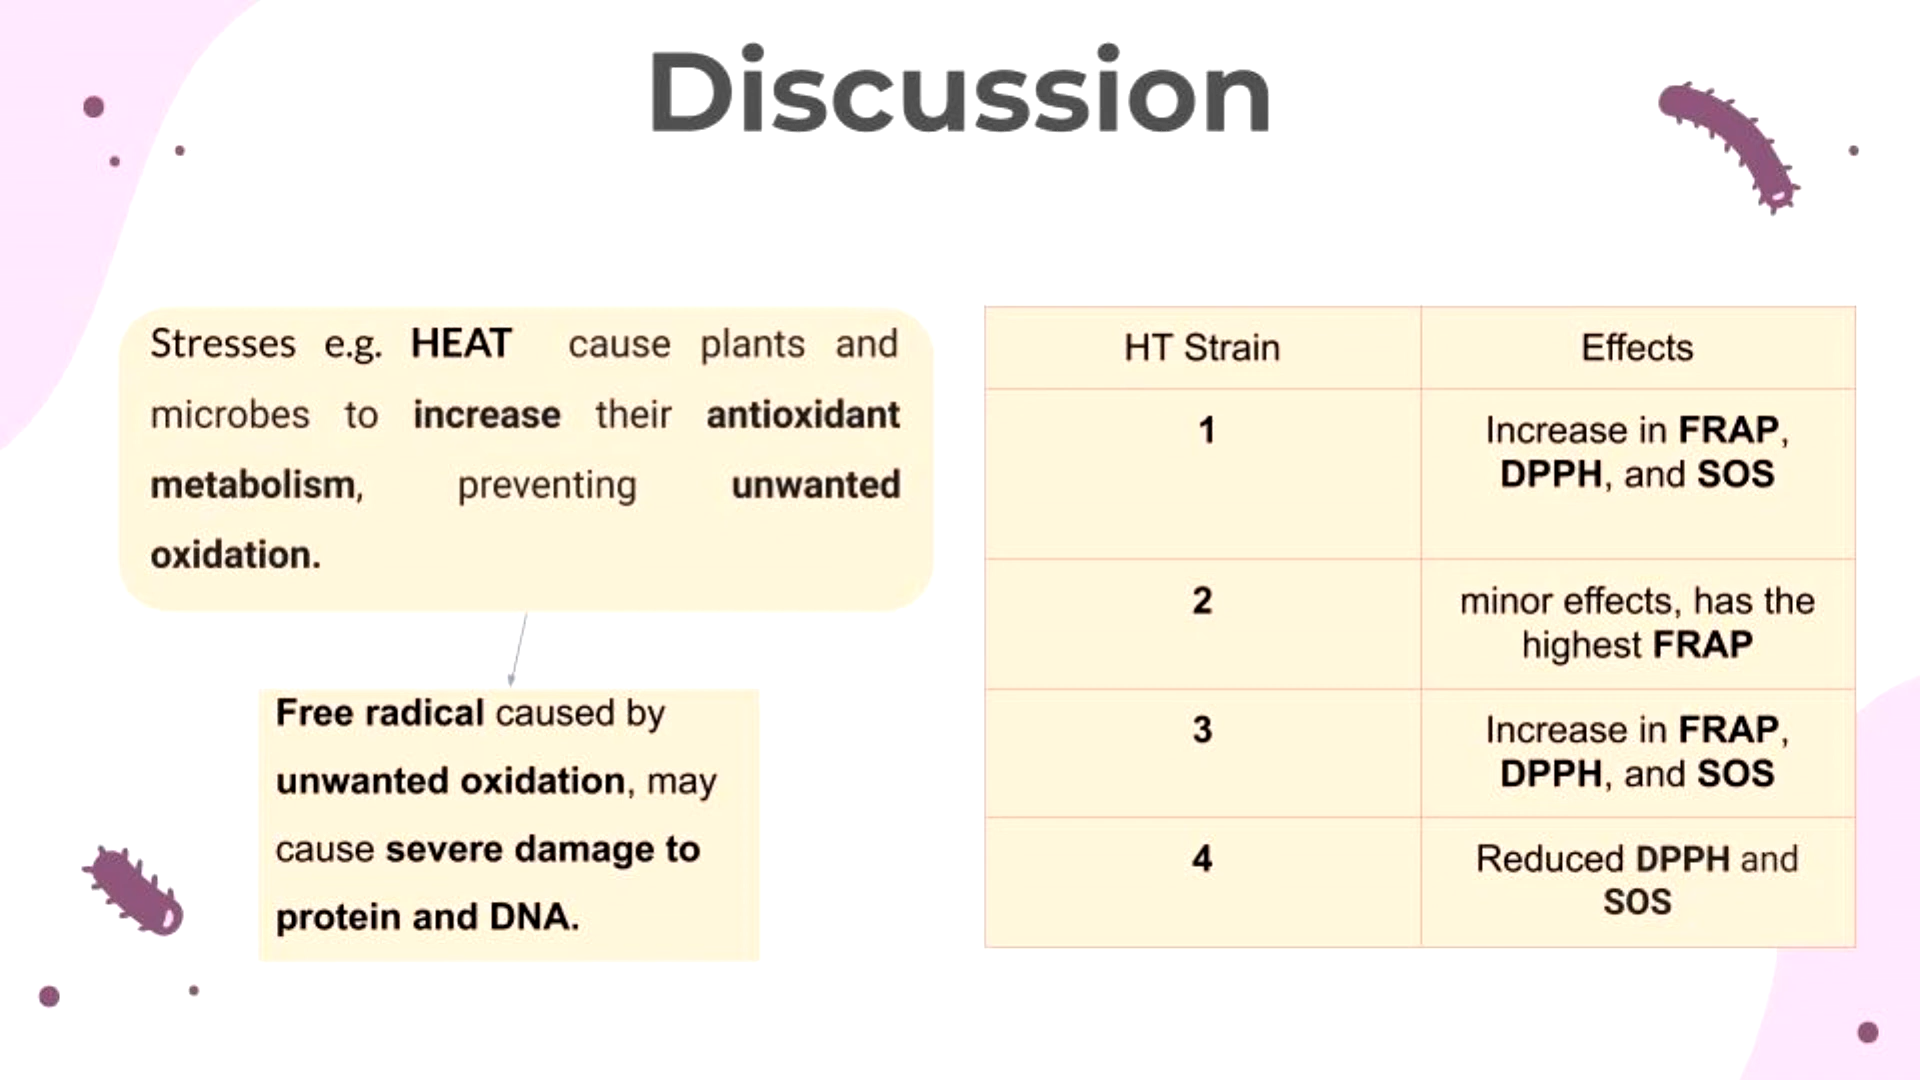 Discussion
Stresses e.g. HEAT cause plants and
microbes to increase their antioxidant
metabolism, preventing unwanted
oxidation.
Free radical caused by
unwanted oxidation, may
cause severe damage to
protein and DNA.
HT Strain Effects
1 Increase in FRAP,
DPPH, and SOS
2 minor effects, has the
highest FRAP
3 Increase in FRAP,
DPPH, and SOS
4 Reduced DPPH and
SOS